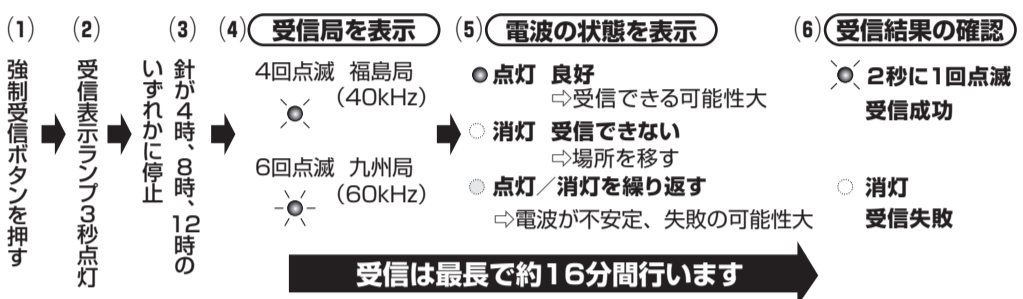 (1)
強制受信ボタンを押す
(2)
受信表示ランプ3秒点灯
(3)
針が4時、8時、12時の
いずれかに停止
(4) 受信局を表示
4回点滅 福島局
(40kHz)
6回点滅 九州局
(60kHz)
(5) 電波の状態を表示
点灯 良好
⇨受信できる可能性大
消灯 受信できない
⇨場所を移す
点灯／消灯を繰り返す
⇨電波が不安定、失敗の可能性大
(6) 受信結果の確認
2秒に1回点滅
受信成功
消灯
受信失敗
受信は最長で約16分間行います